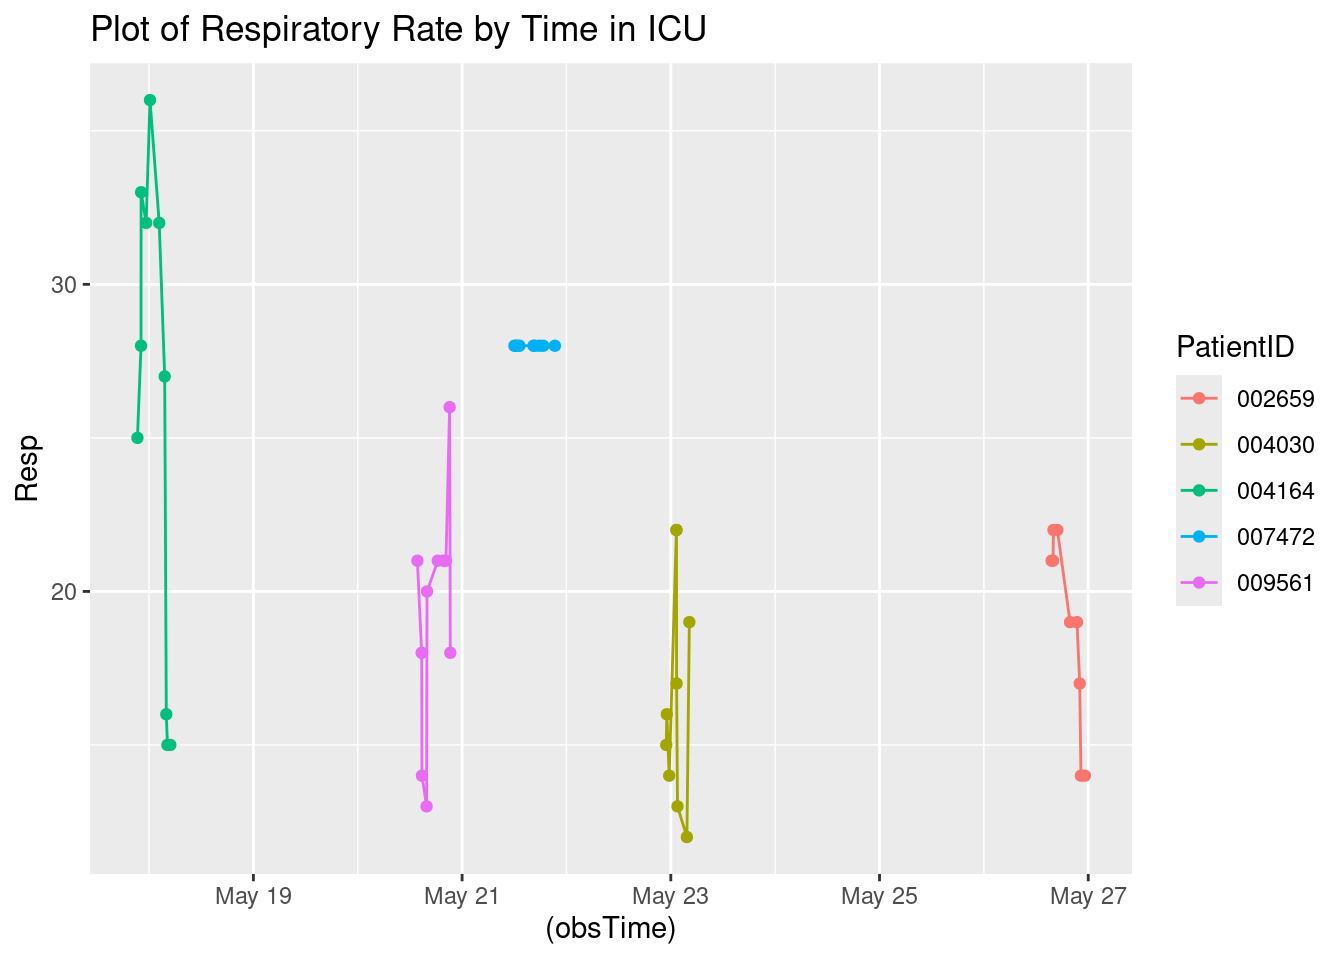 Plot of Respiratory Rate by Time in ICU
Resp
30
20
May 19
May 21
May 23
May 25
May 27
(obsTime)
PatientID
002659
004030
004164
007472
009561